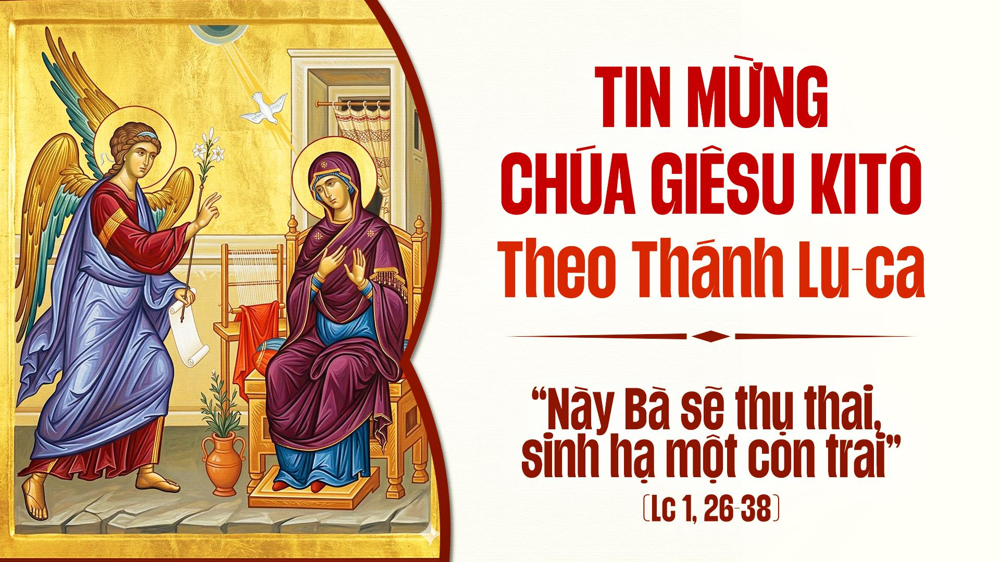 TIN MỪNG
CHÚA GIÊSU KITÔ
Theo Thánh Lu-ca
“Này Bà sẽ thụ thai,
sinh hạ một con trai”
(Lc 1, 26-38)